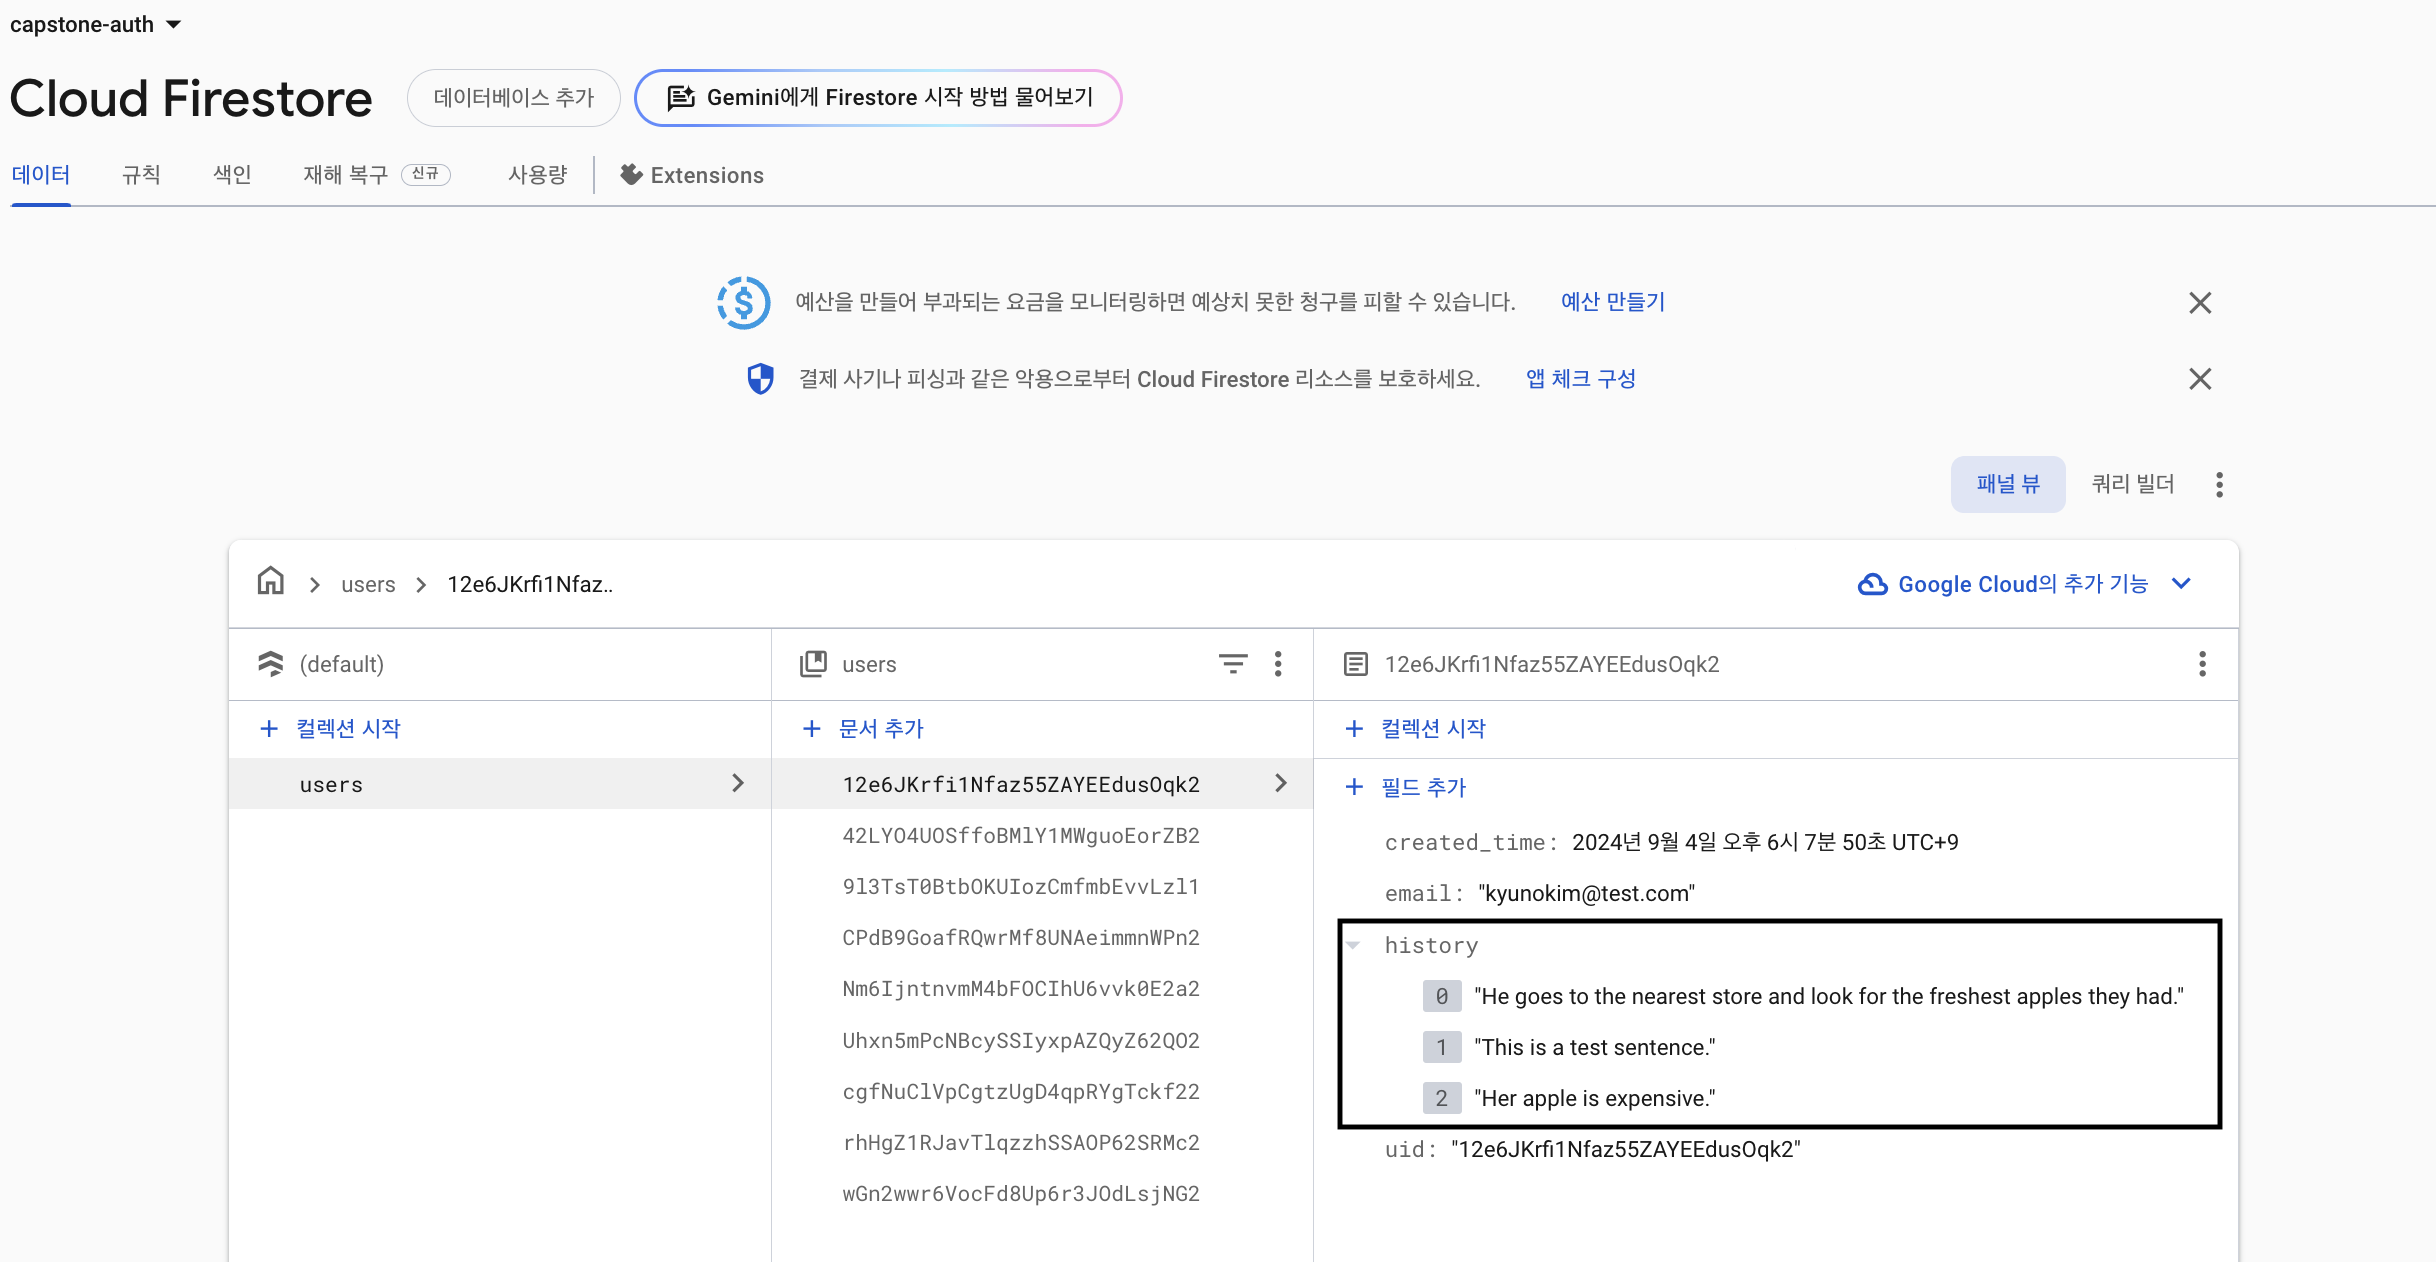 capstone-auth
Cloud Firestore
데이터베이스 추가
Gemini에게 Firestore 시작 방법 물어보기
데이터
규칙
색인
재해 복구 신규
사용량
Extensions
예산을 만들어 부과되는 요금을 모니터링하면 예상치 못한 청구를 피할 수 있습니다. 예산 만들기
결제 사기나 피싱과 같은 악용으로부터 Cloud Firestore 리소스를 보호하세요. 앱 체크 구성
패널 뷰
쿼리 빌더
users
12e6JKrfi1Nfaz..
Google Cloud의 추가 기능
(default)
컬렉션 시작
users
users
문서 추가
12e6JKrfi1Nfaz55ZAYEEdusOqk2
42LYO4UOSffoBMlY1MWguoEorZB2
9l3TsT0BtbOKUIozCmfmbEvvLzl1
CPdB9GoafRQwrMf8UNAeimmnWPn2
Nm6IjntnvmM4bFOCIhU6vvk0E2a2
Uhxn5mPcNBcySSIyxpAZQyZ62QO2
cgfNuClVpCgtzUgD4qpRYgTckf22
rhHgZ1RJavTlqzzhSSAOP62SRMc2
wGn2wwr6VocFd8Up6r3JOdLsjNG2
12e6JKrfi1Nfaz55ZAYEEdusOqk2
컬렉션 시작
필드 추가
created_time: 2024년 9월 4일 오후 6시 7분 50초 UTC+9
email: "kyunokim@test.com"
history
0 "He goes to the nearest store and look for the freshest apples they had."
1 "This is a test sentence."
2 "Her apple is expensive."
uid: "12e6JKrfi1Nfaz55ZAYEEdusOqk2"